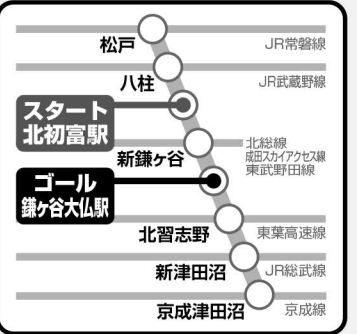 松戸
JR常磐線
八柱
JR武蔵野線
スタート
北初富駅
新鎌ヶ谷
北総線
成田スカイアクセス線
東武野田線
ゴール
鎌ヶ谷大仏駅
北習志野
東葉高速線
新津田沼
JR総武線
京成津田沼
京成線